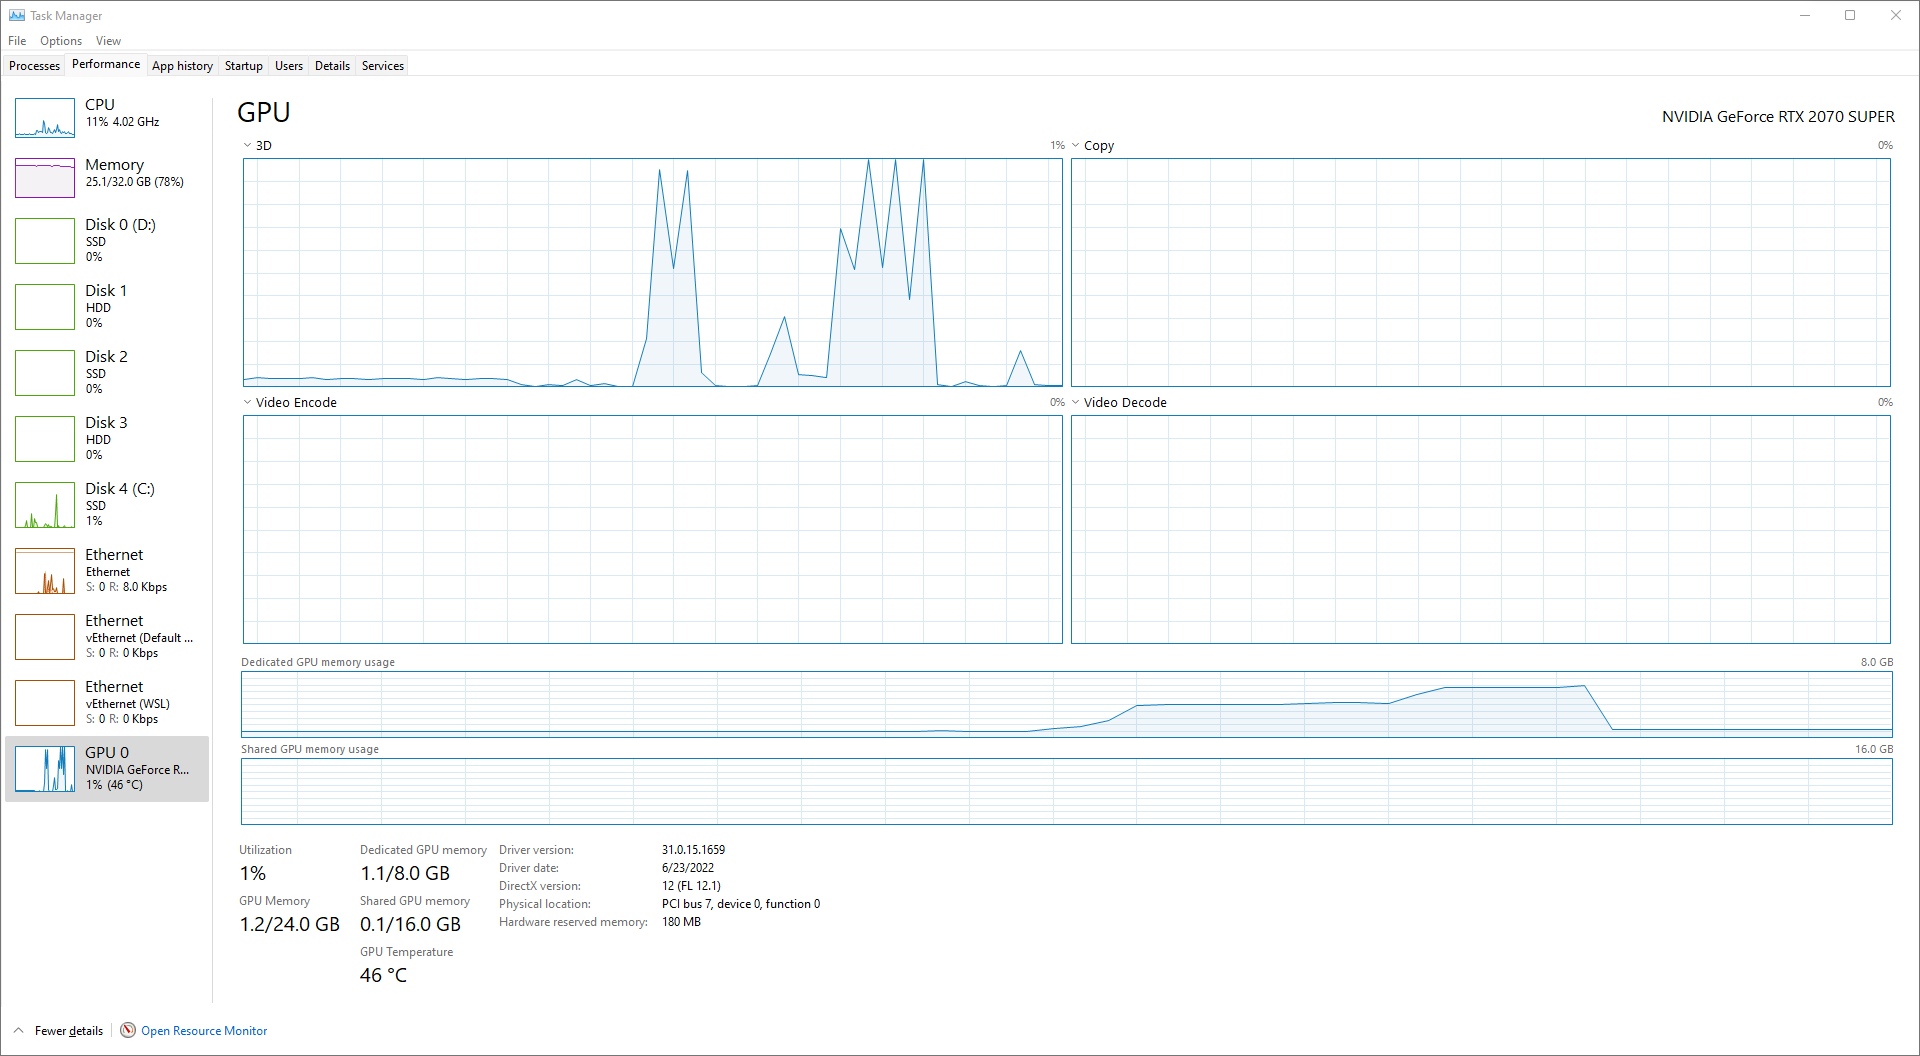 Task Manager
File Options View
Processes Performance App history Startup Users Details Services
CPU
11% 4.02 GHz
Memory
25.1/32.0 GB (78%)
Disk 0 (D:)
SSD
0%
Disk 1
HDD
0%
Disk 2
SSD
0%
Disk 3
HDD
0%
Disk 4 (C:)
SSD
1%
Ethernet
Ethernet
S: 0 R: 8.0 Kbps
Ethernet
vEthernet (Default ...
S: 0 R: 0 Kbps
Ethernet
vEthernet (WSL)
S: 0 R: 0 Kbps
GPU 0
NVIDIA GeForce R...
1% (46 °C)
GPU
NVIDIA GeForce RTX 2070 SUPER
3D 1%
Copy 0%
Video Encode 0%
Video Decode 0%
Dedicated GPU memory usage 8.0 GB
Shared GPU memory usage 16.0 GB
Utilization
1%
GPU Memory
1.2/24.0 GB
Dedicated GPU memory
1.1/8.0 GB
Shared GPU memory
0.1/16.0 GB
GPU Temperature
46 °C
Driver version: 31.0.15.1659
Driver date: 6/23/2022
DirectX version: 12 (FL 12.1)
Physical location: PCI bus 7, device 0, function 0
Hardware reserved memory: 180 MB
Fewer details Open Resource Monitor